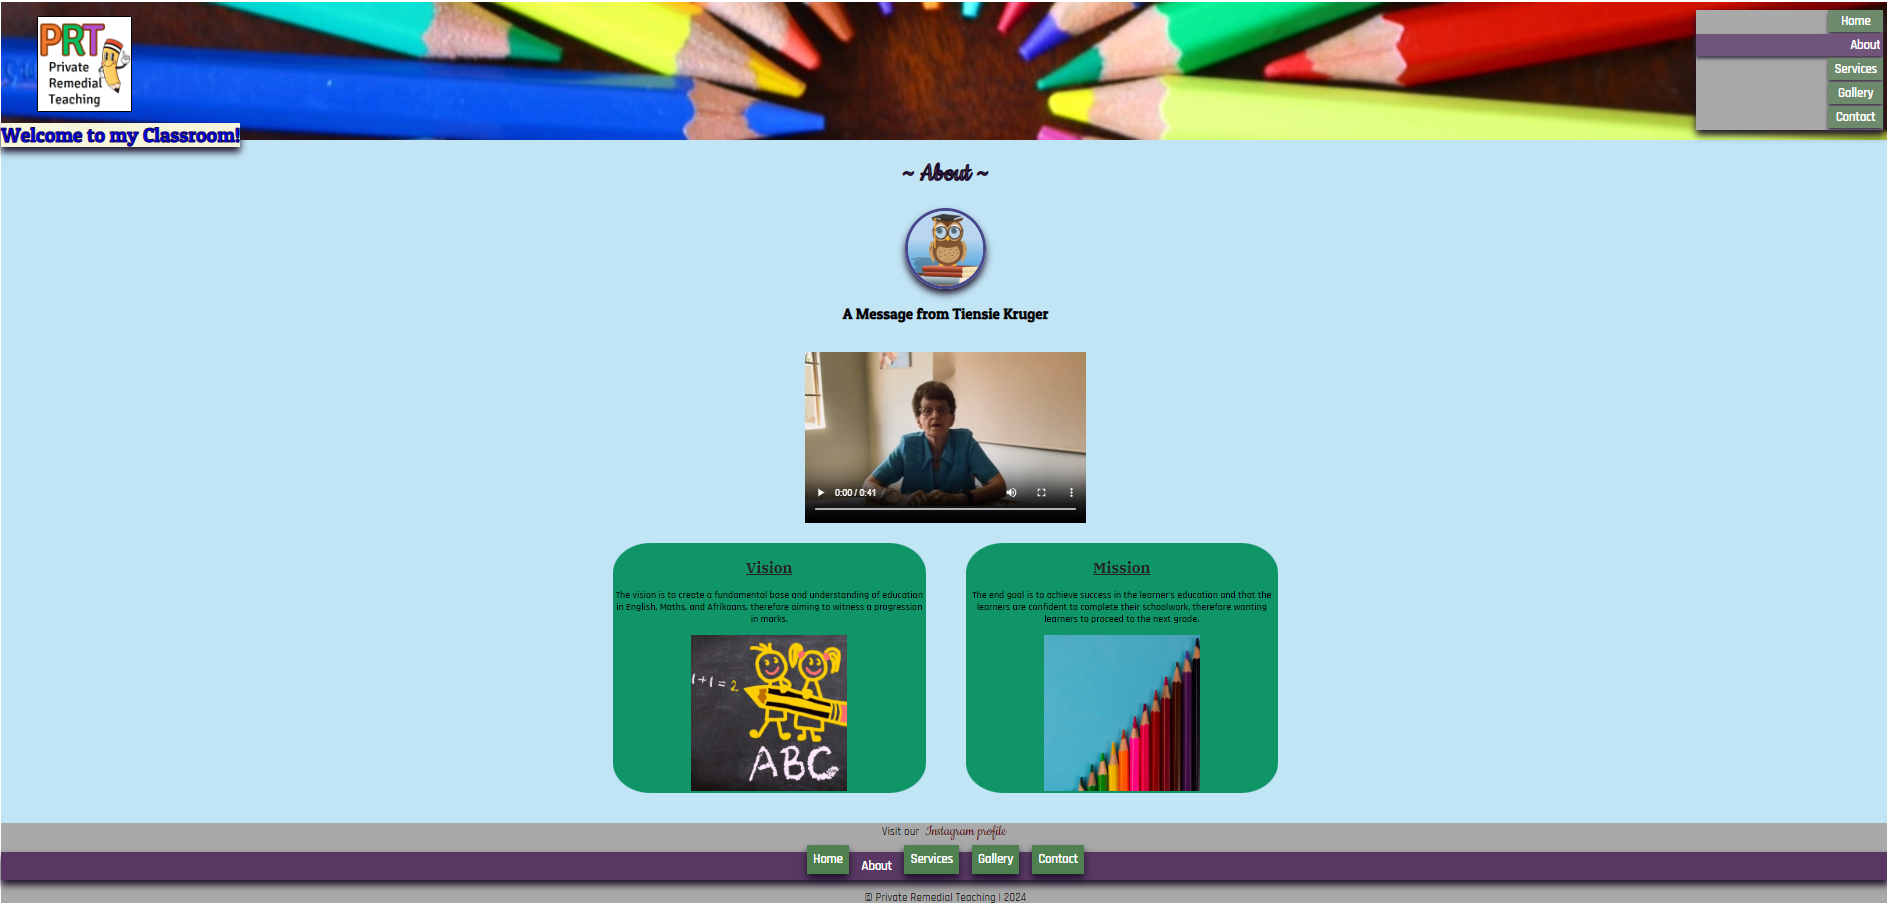 PRT
Private
Remedial
Teaching
Welcome to my Classroom!
Home
About
Services
Gallery
Contact
~ About ~
A Message from Tiensie Kruger
0:00 / 0:41
Vision
The vision is to create a fundamental base and understanding of education
in English, Maths, and Afrikaans, therefore aiming to witness a progression
in marks.
1+1=2
ABC
Mission
The end goal is to achieve success in the learner's education and that the
learners are confident to complete their schoolwork, therefore wanting
learners to proceed to the next grade.
Visit our Instagram profile
Home About Services Gallery Contact
© Private Remedial Teaching | 2024